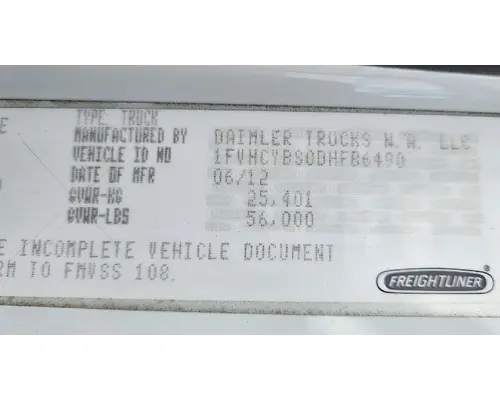 TYPE: TRUCK
MANUFACTURED BY DAIMLER TRUCKS N.A. LLC
VEHICLE ID NO 1FVHCYBS0DHFB6490
DATE OF MFR 06/12
GVWR-KG 25,401
GVWR-LBS 56,000
E INCOMPLETE VEHICLE DOCUMENT
RM TO FMVSS 108.
FREIGHTLINER